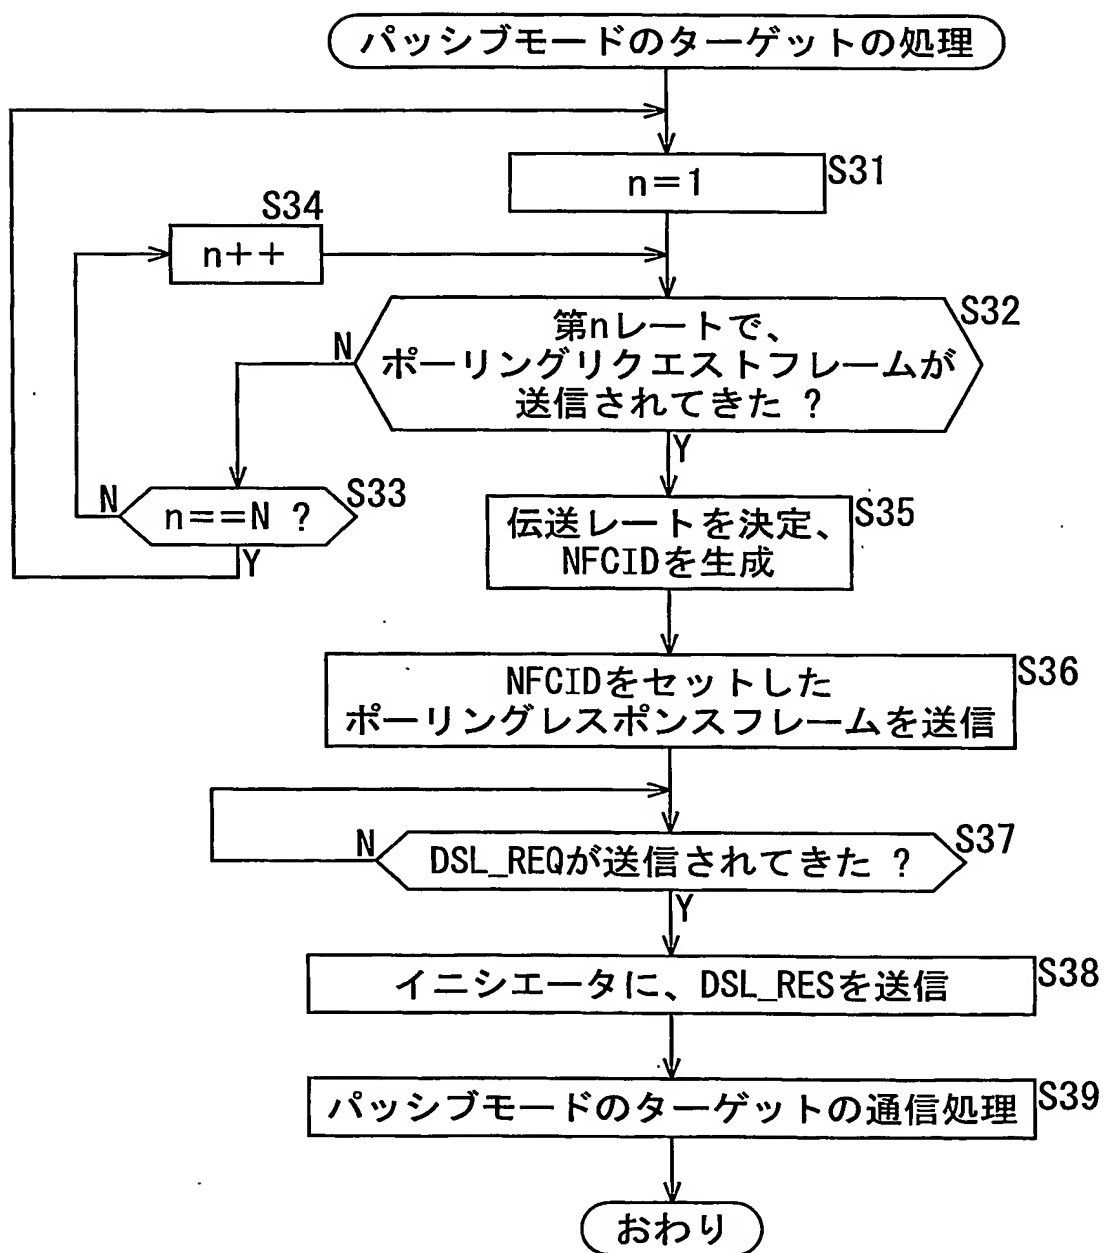 パッシブモードのターゲットの処理
n=1
S31
S34
n++
第nレートで、
ポーリングリクエストフレームが
送信されてきた ?
S32
N
Y
n==N ?
S33
N
Y
伝送レートを決定、
NFCIDを生成
S35
NFCIDをセットした
ポーリングレスポンスフレームを送信
S36
DSL_REQが送信されてきた ?
S37
N
Y
イニシエータに、DSL_RESを送信
S38
パッシブモードのターゲットの通信処理
S39
おわり